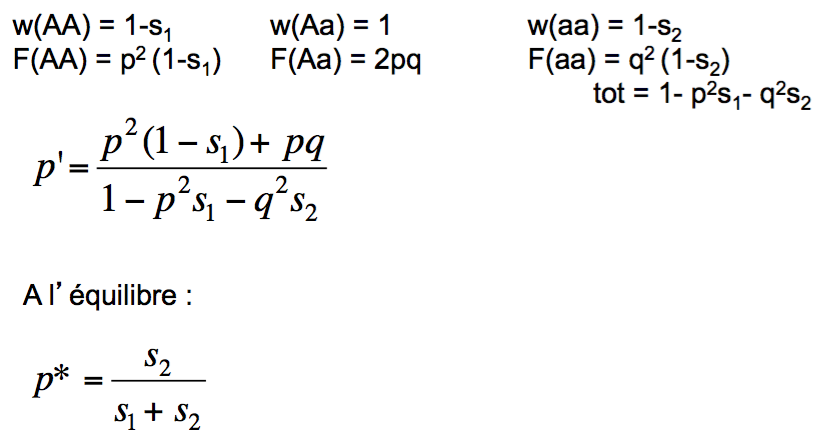 w(AA) = 1-s₁ w(Aa) = 1 w(aa) = 1-s₂
F(AA) = p² (1-s₁) F(Aa) = 2pq F(aa) = q² (1-s₂)
tot = 1- p²s₁- q²s₂
p' = (p²(1 − s₁) + pq) / (1 − p²s₁ − q²s₂)
A l’ équilibre :
p* = s₂ / (s₁ + s₂)